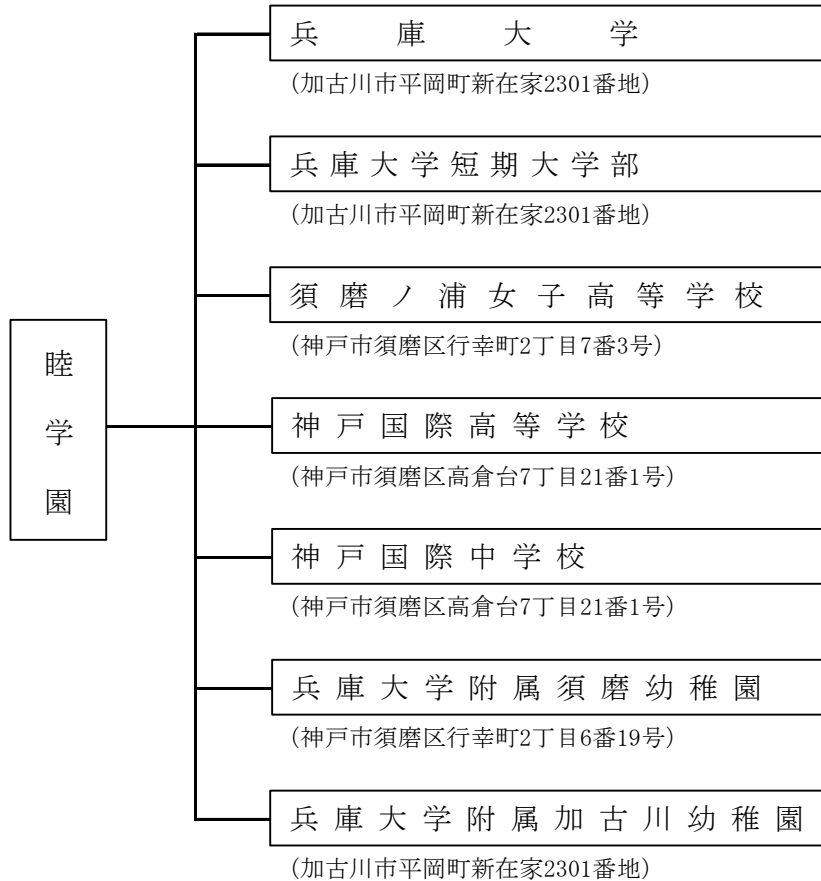 兵庫大学
(加古川市平岡町新在家2301番地)
兵庫大学短期大学部
(加古川市平岡町新在家2301番地)
須磨ノ浦女子高等学校
(神戸市須磨区行幸町2丁目7番3号)
睦学園
神戸国際高等学校
(神戸市須磨区高倉台7丁目21番1号)
神戸国際中学校
(神戸市須磨区高倉台7丁目21番1号)
兵庫大学附属須磨幼稚園
(神戸市須磨区行幸町2丁目6番19号)
兵庫大学附属加古川幼稚園
(加古川市平岡町新在家2301番地)